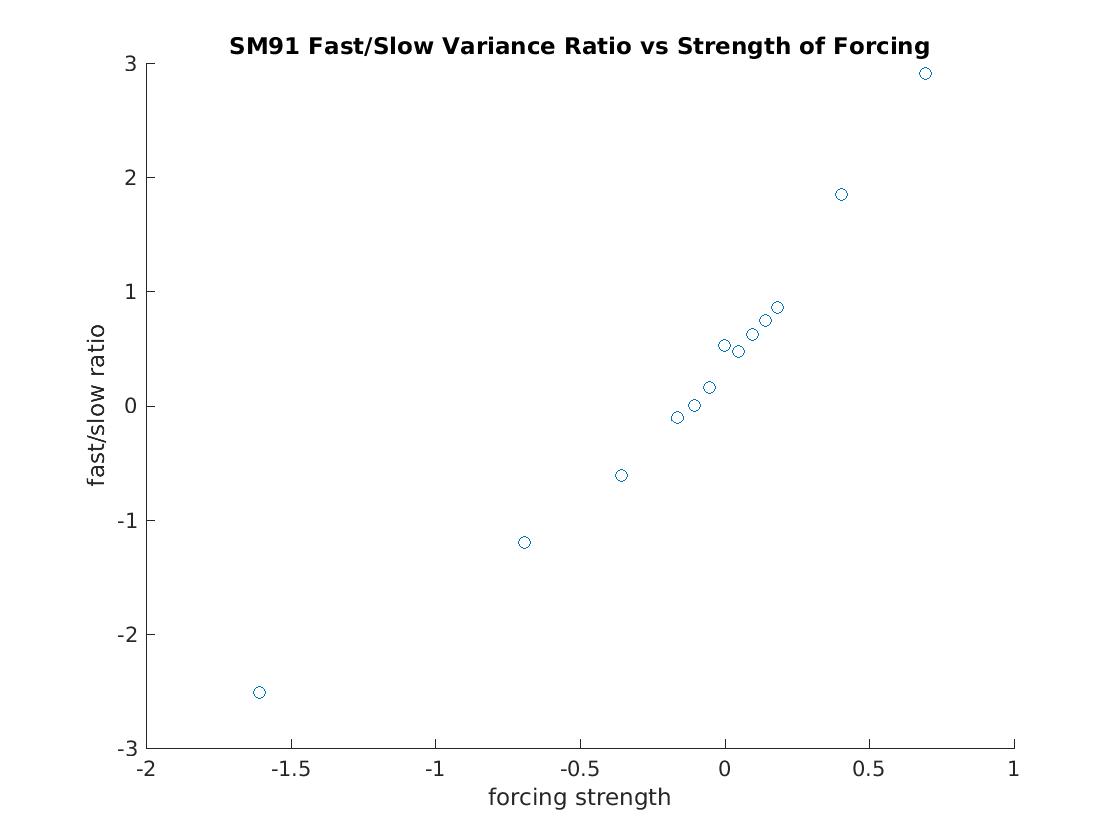 SM91 Fast/Slow Variance Ratio vs Strength of Forcing
3
2
1
0
-1
-2
-3
fast/slow ratio
-2 -1.5 -1 -0.5 0 0.5 1
forcing strength